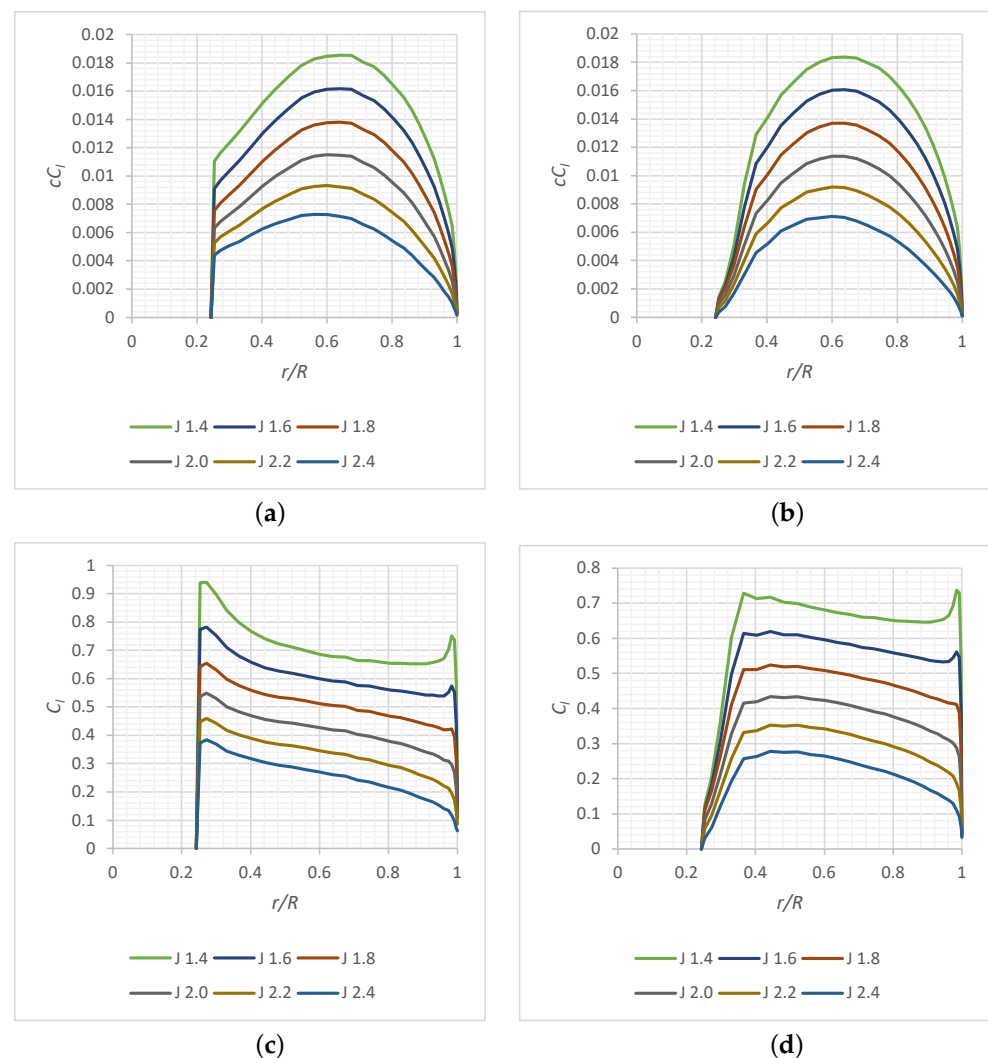 0.02
0.018
0.016
0.014
0.012
0.01
0.008
0.006
0.004
0.002
0
cCl
0 0.2 0.4 0.6 0.8 1
r/R
J 1.4 J 1.6 J 1.8
J 2.0 J 2.2 J 2.4
(a)
0.02
0.018
0.016
0.014
0.012
0.01
0.008
0.006
0.004
0.002
0
cCl
0 0.2 0.4 0.6 0.8 1
r/R
J 1.4 J 1.6 J 1.8
J 2.0 J 2.2 J 2.4
(b)
1
0.9
0.8
0.7
0.6
0.5
0.4
0.3
0.2
0.1
0
Cl
0 0.2 0.4 0.6 0.8 1
r/R
J 1.4 J 1.6 J 1.8
J 2.0 J 2.2 J 2.4
(c)
0.8
0.7
0.6
0.5
0.4
0.3
0.2
0.1
0
Cl
0 0.2 0.4 0.6 0.8 1
r/R
J 1.4 J 1.6 J 1.8
J 2.0 J 2.2 J 2.4
(d)